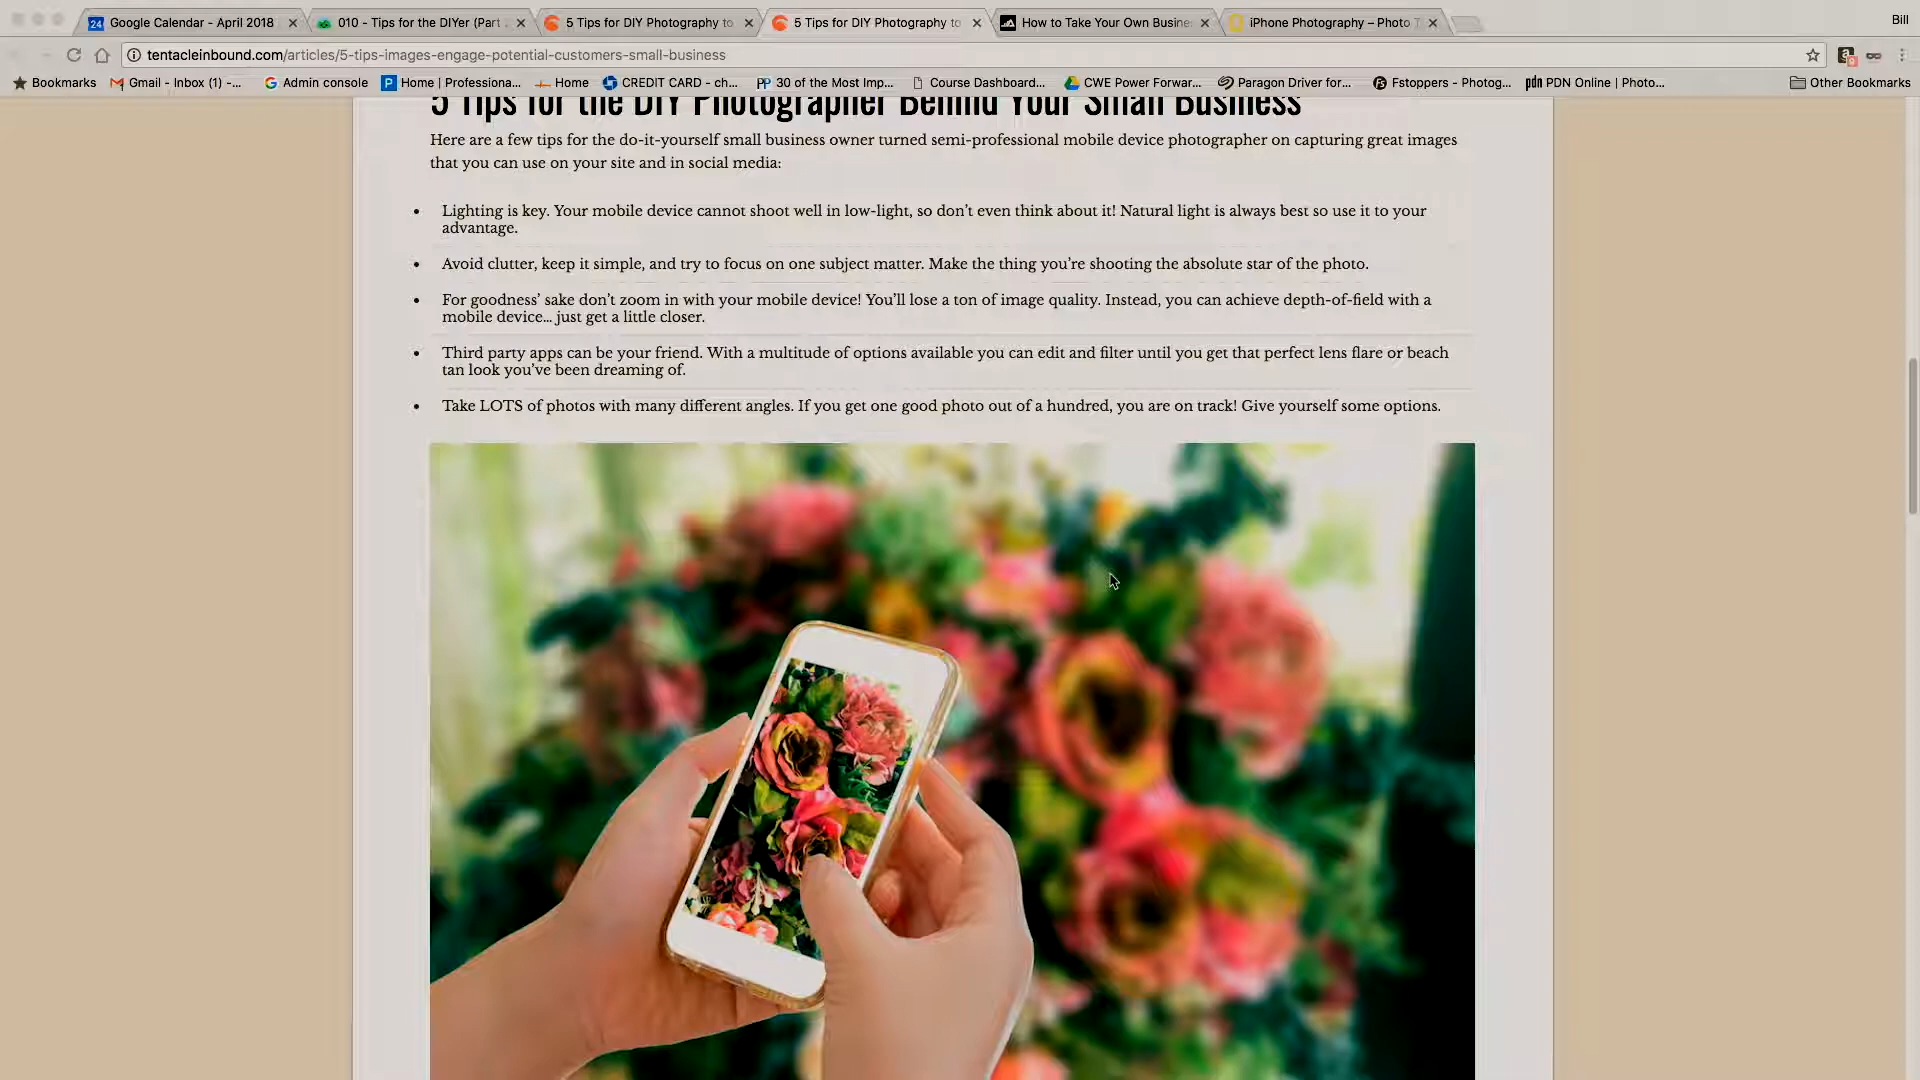 Google Calendar - April 2018
010 - Tips for the DIYer (Part
5 Tips for DIY Photography to
5 Tips for DIY Photography to
How to Take Your Own Busine
iPhone Photography – Photo T
Bill
tentacleinbound.com/articles/5-tips-images-engage-potential-customers-small-business
Bookmarks
Gmail - Inbox (1) -...
Admin console
Home | Professiona...
Home
CREDIT CARD - ch...
30 of the Most Imp...
Course Dashboard...
CWE Power Forwar...
Paragon Driver for...
Fstoppers - Photog...
PDN Online | Photo...
Other Bookmarks
5 Tips for the DIY Photographer Behind Your Small Business
Here are a few tips for the do-it-yourself small business owner turned semi-professional mobile device photographer on capturing great images
that you can use on your site and in social media:
• Lighting is key. Your mobile device cannot shoot well in low-light, so don’t even think about it! Natural light is always best so use it to your
advantage.
• Avoid clutter, keep it simple, and try to focus on one subject matter. Make the thing you’re shooting the absolute star of the photo.
• For goodness’ sake don’t zoom in with your mobile device! You’ll lose a ton of image quality. Instead, you can achieve depth-of-field with a
mobile device... just get a little closer.
• Third party apps can be your friend. With a multitude of options available you can edit and filter until you get that perfect lens flare or beach
tan look you’ve been dreaming of.
• Take LOTS of photos with many different angles. If you get one good photo out of a hundred, you are on track! Give yourself some options.